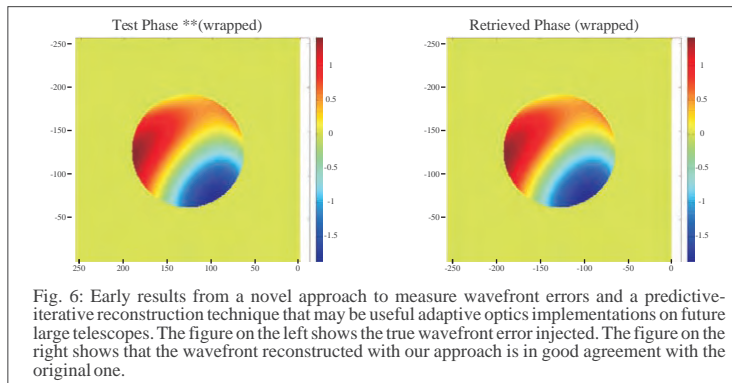 Test Phase **(wrapped)
Retrieved Phase (wrapped)
-250
-200
-150
-100
-50
250 200 150 100 50 0
1
0.5
0
-0.5
-1
-1.5
-250
-200
-150
-100
-50
-250 -200 -150 -100 -50 0
1
0.5
0
-0.5
-1
-1.5
Fig. 6: Early results from a novel approach to measure wavefront errors and a predictive-
iterative reconstruction technique that may be useful adaptive optics implementations on future
large telescopes. The figure on the left shows the true wavefront error injected. The figure on the
right shows that the wavefront reconstructed with our approach is in good agreement with the
original one.